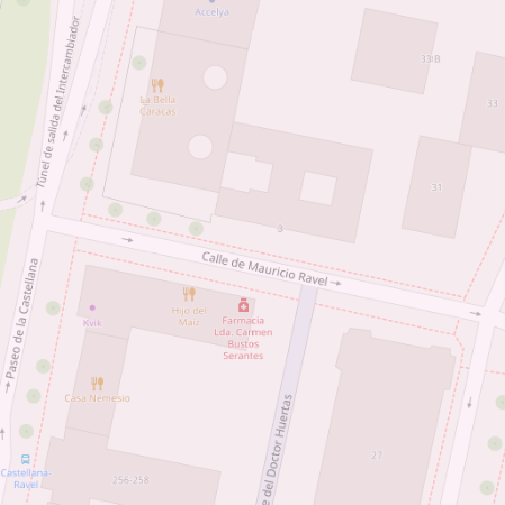 Accelya
33B
La Bella
Caracas
33
Túnel de salida del Intercambiador
31
3
Calle de Mauricio Ravel
Paseo de la Castellana
Hijo del
Maíz
Kvik
Farmacia
Lda. Carmen
Bustos
Serantes
Casa Nemesio
e del Doctor Huertas
21
Castellana-
Ravel
256-258